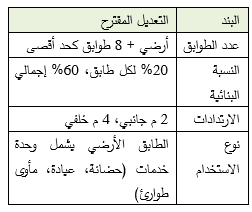 البند التعديل المقترح
عدد الطوابق أرضي + 8 طوابق كحد أقصى
النسبة 20% لكل طابق، 60% إجمالي
البنائية
الارتدادات 2 م جانبي، 4 م خلفي
نوع الطابق الأرضي يشمل وحدة
الاستخدام خدمات (حضانة، عيادة، مأوى
طوارئ)